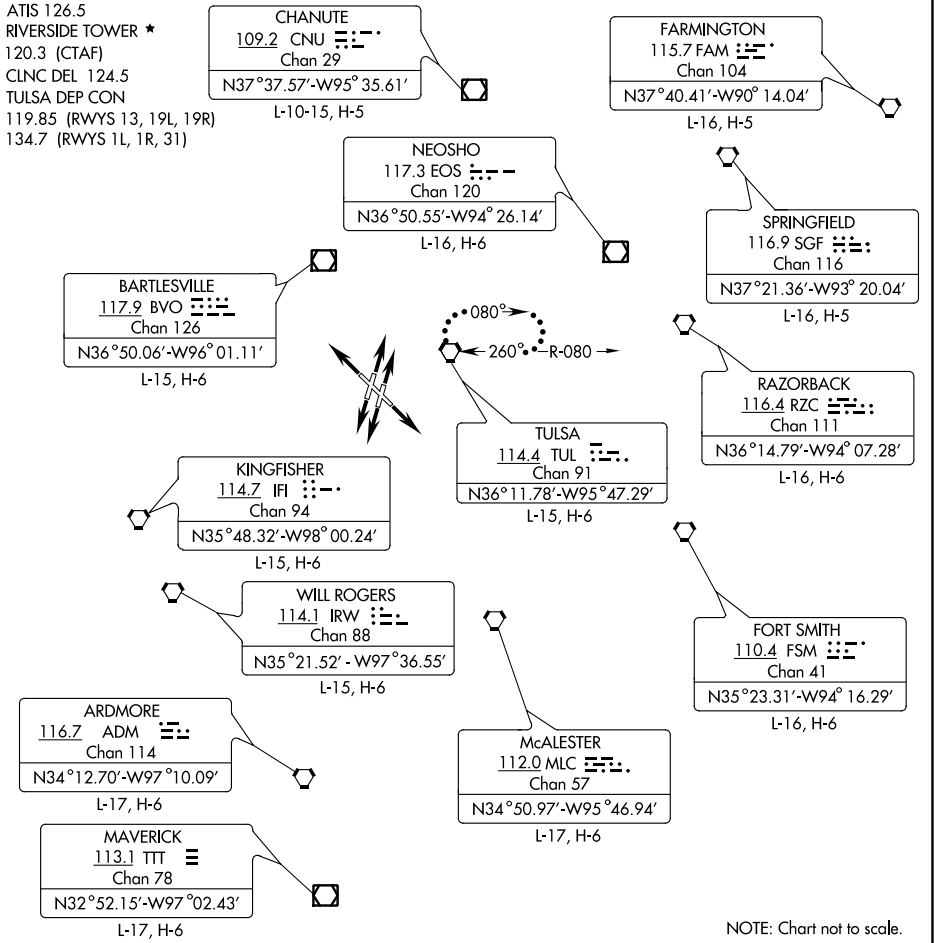 ATIS 126.5
RIVERSIDE TOWER ★
120.3 (CTAF)
CLNC DEL 124.5
TULSA DEP CON
119.85 (RWYS 13, 19L, 19R)
134.7 (RWYS 1L, 1R, 31)
CHANUTE
109.2 CNU
Chan 29
N37°37.57’-W95°35.61’
L-10-15, H-5
FARMINGTON
115.7 FAM
Chan 104
N37°40.41’-W90°14.04’
L-16, H-5
NEOSHO
117.3 EOS
Chan 120
N36°50.55’-W94°26.14’
L-16, H-6
SPRINGFIELD
116.9 SGF
Chan 116
N37°21.36’-W93°20.04’
L-16, H-5
BARTLESVILLE
117.9 BVO
Chan 126
N36°50.06’-W96°01.11’
L-15, H-6
080°
260°
R-080
RAZORBACK
116.4 RZC
Chan 111
N36°14.79’-W94°07.28’
L-16, H-6
TULSA
114.4 TUL
Chan 91
N36°11.78’-W95°47.29’
L-15, H-6
KINGFISHER
114.7 IFI
Chan 94
N35°48.32’-W98°00.24’
L-15, H-6
WILL ROGERS
114.1 IRW
Chan 88
N35°21.52’ - W97°36.55’
L-15, H-6
FORT SMITH
110.4 FSM
Chan 41
N35°23.31’-W94°16.29’
L-16, H-6
ARDMORE
116.7 ADM
Chan 114
N34°12.70’-W97°10.09’
L-17, H-6
McALESTER
112.0 MLC
Chan 57
N34°50.97’-W95°46.94’
L-17, H-6
MAVERICK
113.1 TTT
Chan 78
N32°52.15’-W97°02.43’
L-17, H-6
NOTE: Chart not to scale.